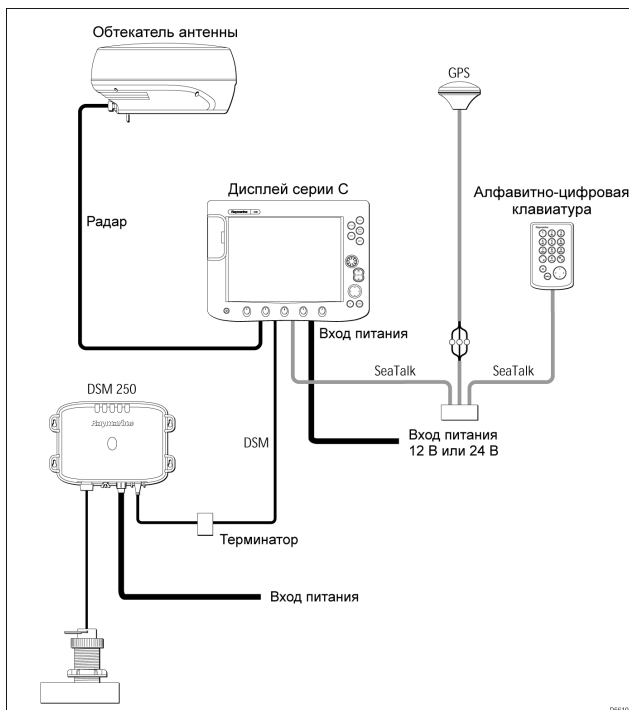 Обтекатель антенны
GPS
Дисплей серии С
Алфавитно-цифровая
клавиатура
Радар
Raymarine
Вход питания
SeaTalk
SeaTalk
DSM 250
Raymarine
DSM
Вход питания
12 В или 24 В
Терминатор
Вход питания